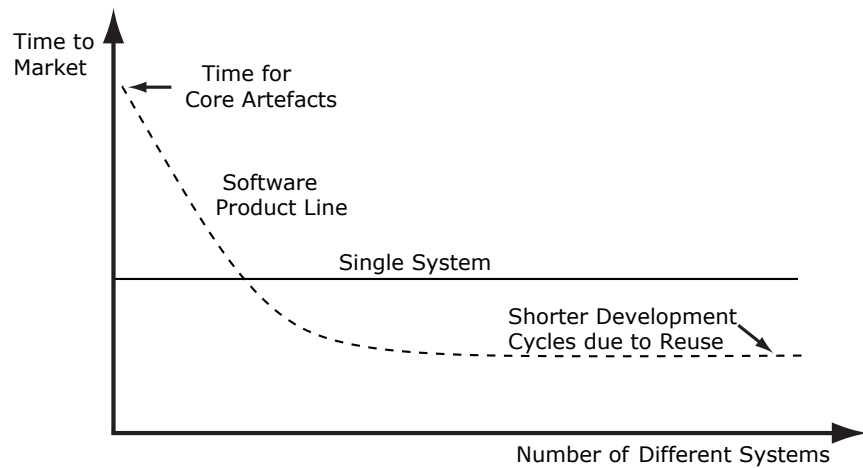 Time to
Market
Time for
Core Artefacts
Software
Product Line
Single System
Shorter Development
Cycles due to Reuse
Number of Different Systems